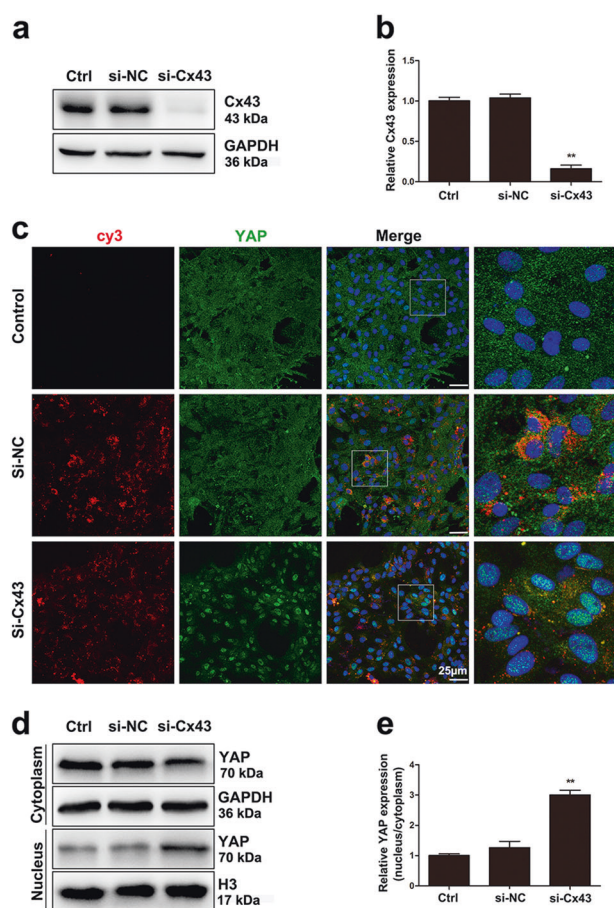 a
Ctrl si-NC si-Cx43
Cx43
43 kDa
GAPDH
36 kDa
b
Relative Cx43 expression
1.5
1.0
0.5
0.0
**
Ctrl si-NC si-Cx43
c
cy3 YAP Merge
Control
Si-NC
Si-Cx43
25μm
d
Ctrl si-NC si-Cx43
Cytoplasm
YAP
70 kDa
GAPDH
36 kDa
Nucleus
YAP
70 kDa
H3
17 kDa
e
Relative YAP expression
(nucleus/cytoplasm)
4
3
2
1
0
**
Ctrl si-NC si-Cx43